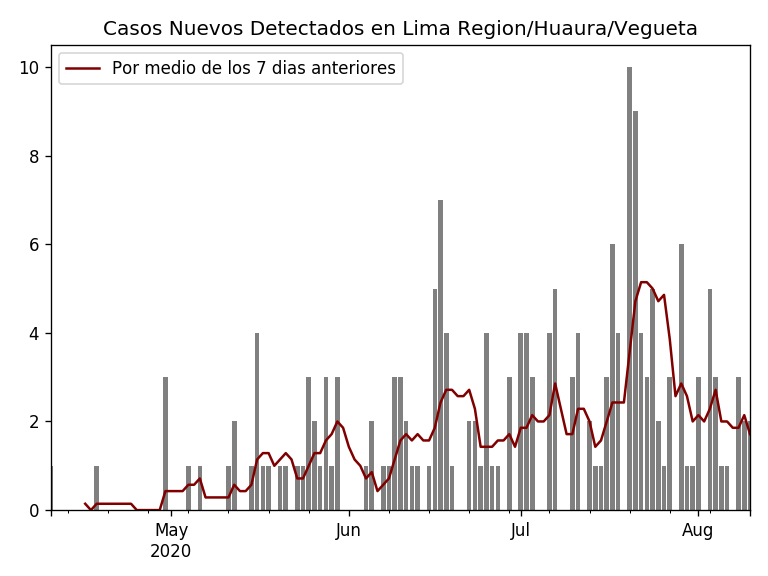 Casos Nuevos Detectados en Lima Region/Huaura/Vegueta
Por medio de los 7 dias anteriores
10
8
6
4
2
0
May
Jun
Jul
Aug
2020